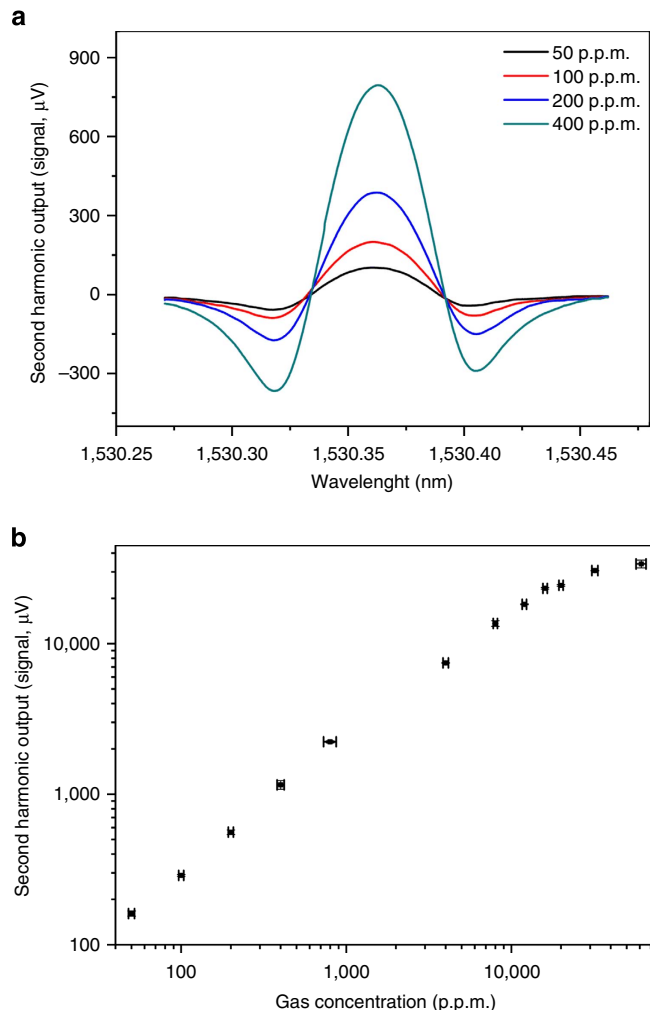 a
900
600
300
0
–300
Second harmonic output (signal, μV)
50 p.p.m.
100 p.p.m.
200 p.p.m.
400 p.p.m.
1,530.25 1,530.30 1,530.35 1,530.40 1,530.45
Wavelenght (nm)
b
10,000
1,000
100
Second harmonic output (signal, μV)
100 1,000 10,000
Gas concentration (p.p.m.)